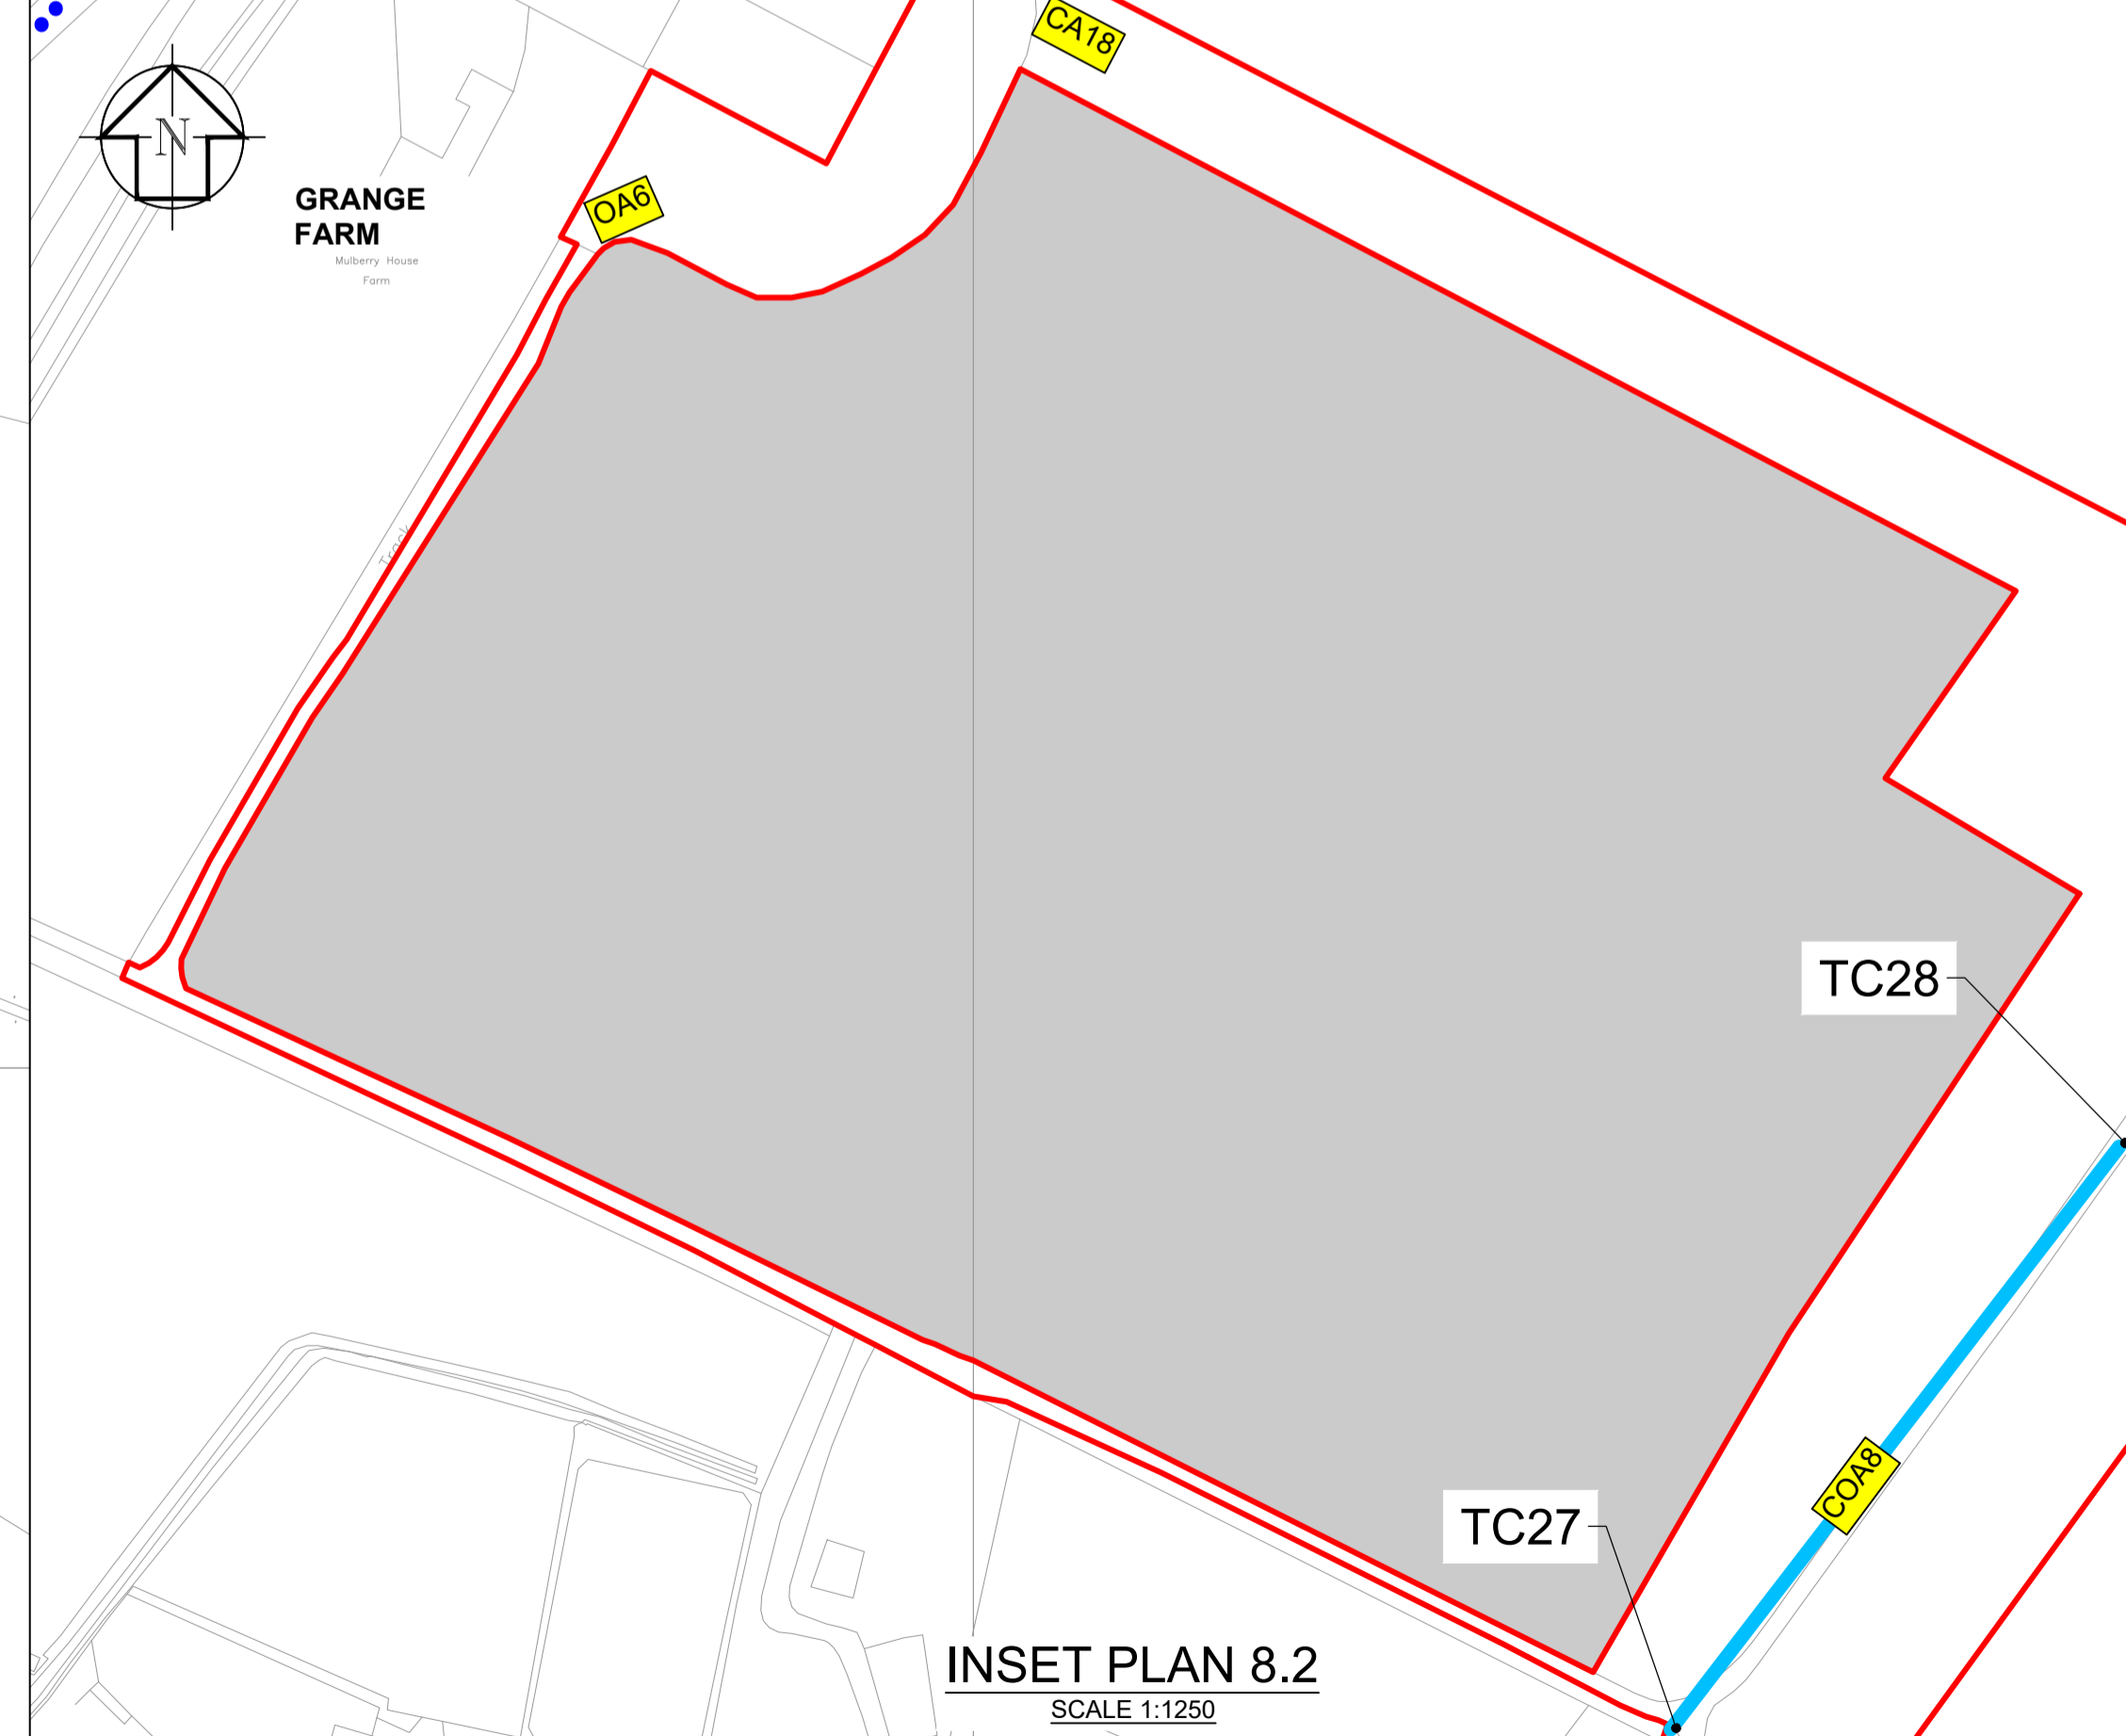 CA18
N
OA6
GRANGE
FARM
Mulberry House
Farm
Track
TC28
COA8
TC27
INSET PLAN 8.2
SCALE 1:1250